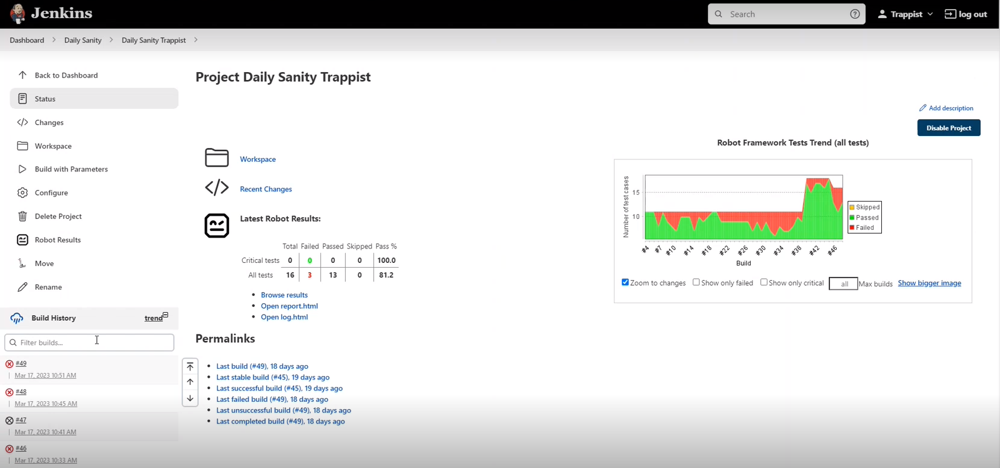 Jenkins
Search
Trappist
log out
Dashboard
Daily Sanity
Daily Sanity Trappist
Back to Dashboard
Status
Changes
Workspace
Build with Parameters
Configure
Delete Project
Robot Results
Move
Rename
Build History
trend
Filter builds...
#49
Mar 17, 2023 10:51 AM
#48
Mar 17, 2023 10:45 AM
#47
Mar 17, 2023 10:41 AM
#46
Mar 17, 2023 10:33 AM
Project Daily Sanity Trappist
Add description
Disable Project
Workspace
Recent Changes
Latest Robot Results:
Total Failed Passed Skipped Pass %
Critical tests 0 0 0 0 100.0
All tests 16 3 13 0 81.2
Browse results
Open report.html
Open log.html
Permalinks
Last build (#49), 18 days ago
Last stable build (#45), 19 days ago
Last successful build (#45), 19 days ago
Last failed build (#49), 18 days ago
Last unsuccessful build (#49), 18 days ago
Last completed build (#49), 18 days ago
Robot Framework Tests Trend (all tests)
Number of test cases
15
10
#4 #7 #10 #14 #18 #22 #26 #30 #34 #38 #42 #46
Build
Skipped
Passed
Failed
Zoom to changes Show only failed Show only critical all Max builds Show bigger image